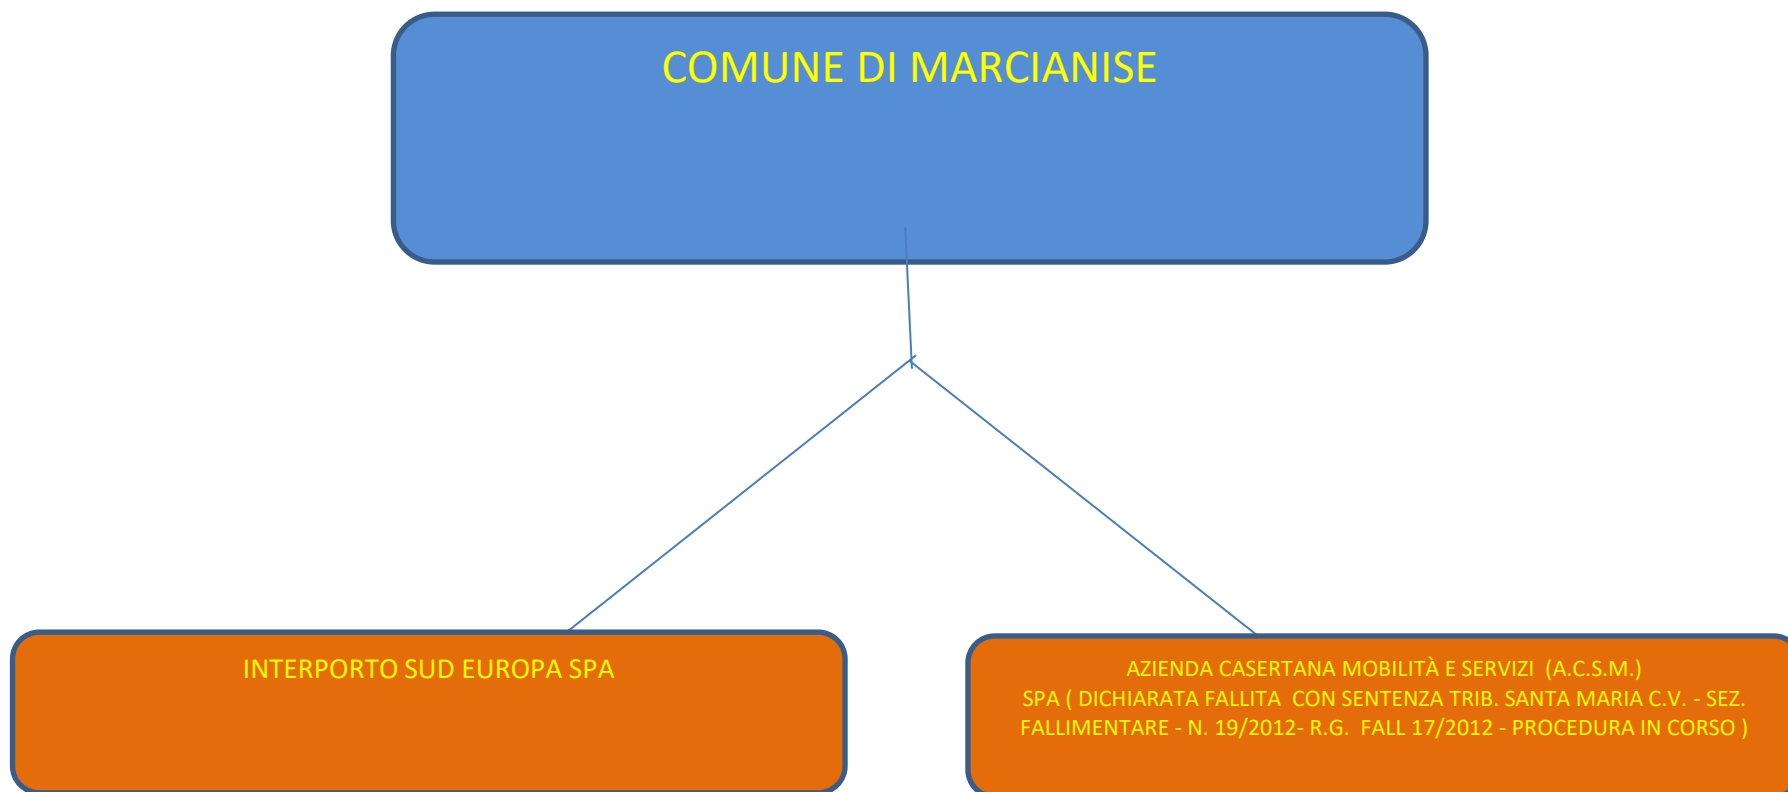 COMUNE DI MARCIANISE
INTERPORTO SUD EUROPA SPA
AZIENDA CASERTANA MOBILITÀ E SERVIZI (A.C.S.M.)
SPA ( DICHIARATA FALLITA CON SENTENZA TRIB. SANTA MARIA C.V. - SEZ.
FALLIMENTARE - N. 19/2012- R.G. FALL 17/2012 - PROCEDURA IN CORSO )